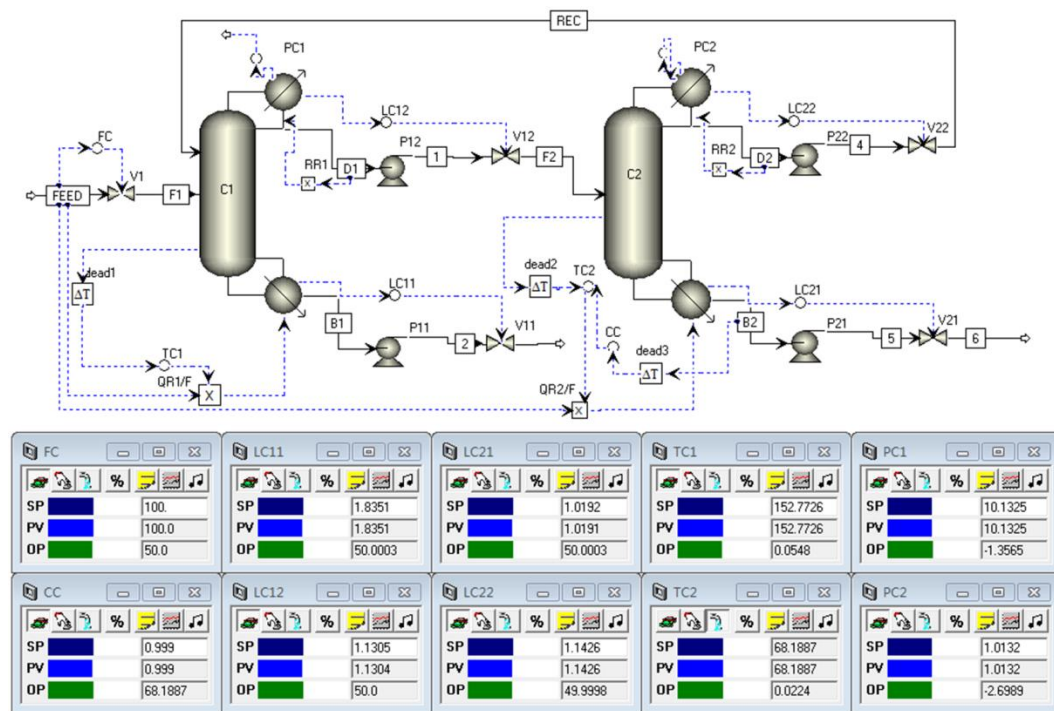 REC
PC1
PC2
LC12
LC22
FC
V1
P12
V12
P22
V22
RR1
D1
1
F2
RR2
D2
4
FEED
F1
C1
C2
dead1
ΔT
LC11
dead2
ΔT
TC2
LC21
B1
P11
2
V11
CC
B2
P21
5
V21
6
dead3
ΔT
TC1
QR1/F
X
QR2/F
X
X
X
FC
%
SP 100.
PV 100.0
OP 50.0
LC11
%
SP 1.8351
PV 1.8351
OP 50.0003
LC21
%
SP 1.0192
PV 1.0191
OP 50.0003
TC1
%
SP 152.7726
PV 152.7726
OP 0.0548
PC1
%
SP 10.1325
PV 10.1325
OP -1.3565
CC
%
SP 0.999
PV 0.999
OP 68.1887
LC12
%
SP 1.1305
PV 1.1304
OP 50.0
LC22
%
SP 1.1426
PV 1.1426
OP 49.9998
TC2
%
SP 68.1887
PV 68.1887
OP 0.0224
PC2
%
SP 1.0132
PV 1.0132
OP -2.6989